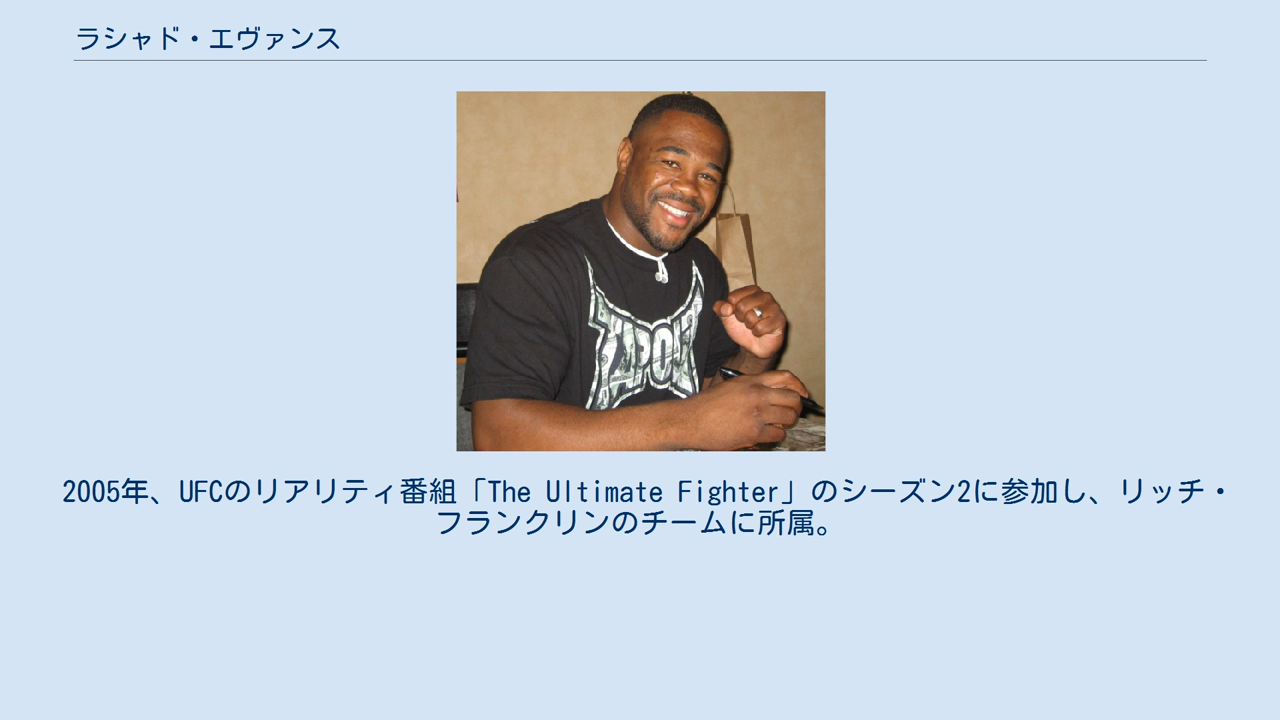 ラシャド・エヴァンス
TAPOUT
2005年、UFCのリアリティ番組「The Ultimate Fighter」のシーズン2に参加し、リッチ・
フランクリンのチームに所属。